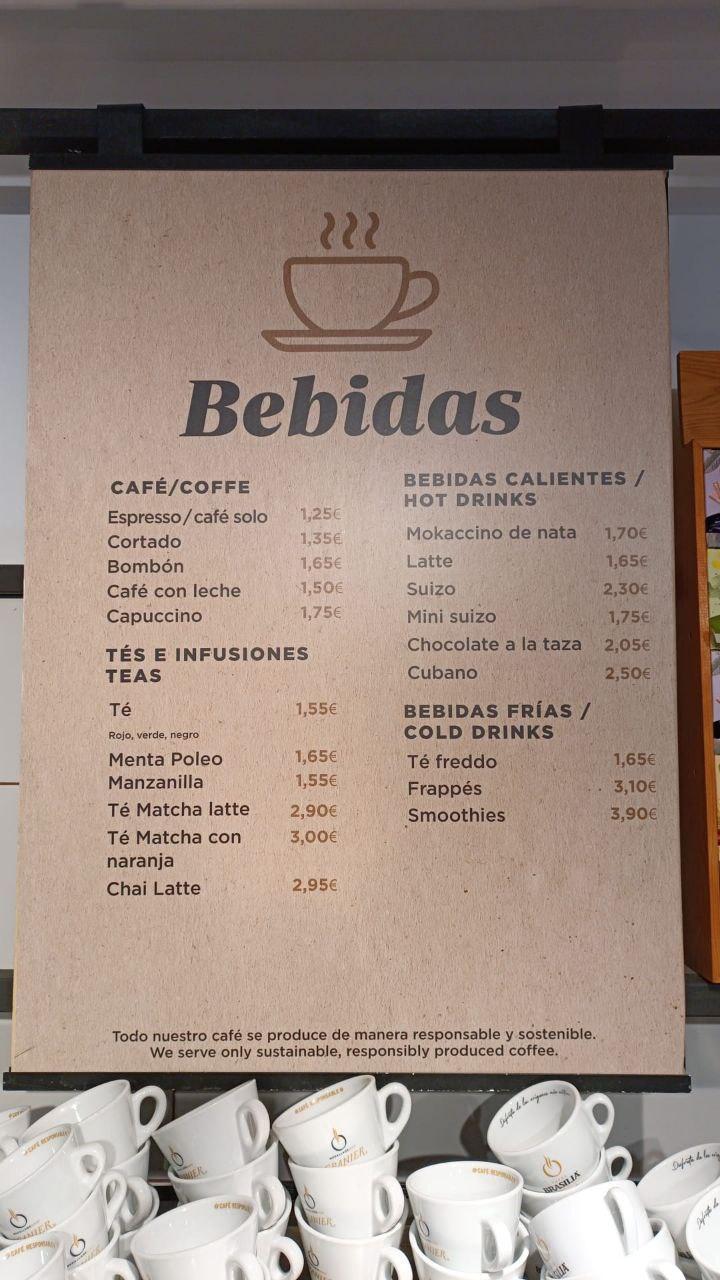 Bebidas
CAFÉ/COFFE
Espresso/café solo 1,25€
Cortado 1,35€
Bombón 1,65€
Café con leche 1,50€
Capuccino 1,75€
TÉS E INFUSIONES
TEAS
Té 1,55€
Rojo, verde, negro
Menta Poleo 1,65€
Manzanilla 1,55€
Té Matcha latte 2,90€
Té Matcha con 3,00€
naranja
Chai Latte 2,95€
BEBIDAS CALIENTES /
HOT DRINKS
Mokaccino de nata 1,70€
Latte 1,65€
Suizo 2,30€
Mini suizo 1,75€
Chocolate a la taza 2,05€
Cubano 2,50€
BEBIDAS FRÍAS /
COLD DRINKS
Té freddo 1,65€
Frappés 3,10€
Smoothies 3,90€
Todo nuestro café se produce de manera responsable y sostenible.
We serve only sustainable, responsibly produced coffee.
CAFÉ RESPONSABLE
GRANIER
BRASILIA